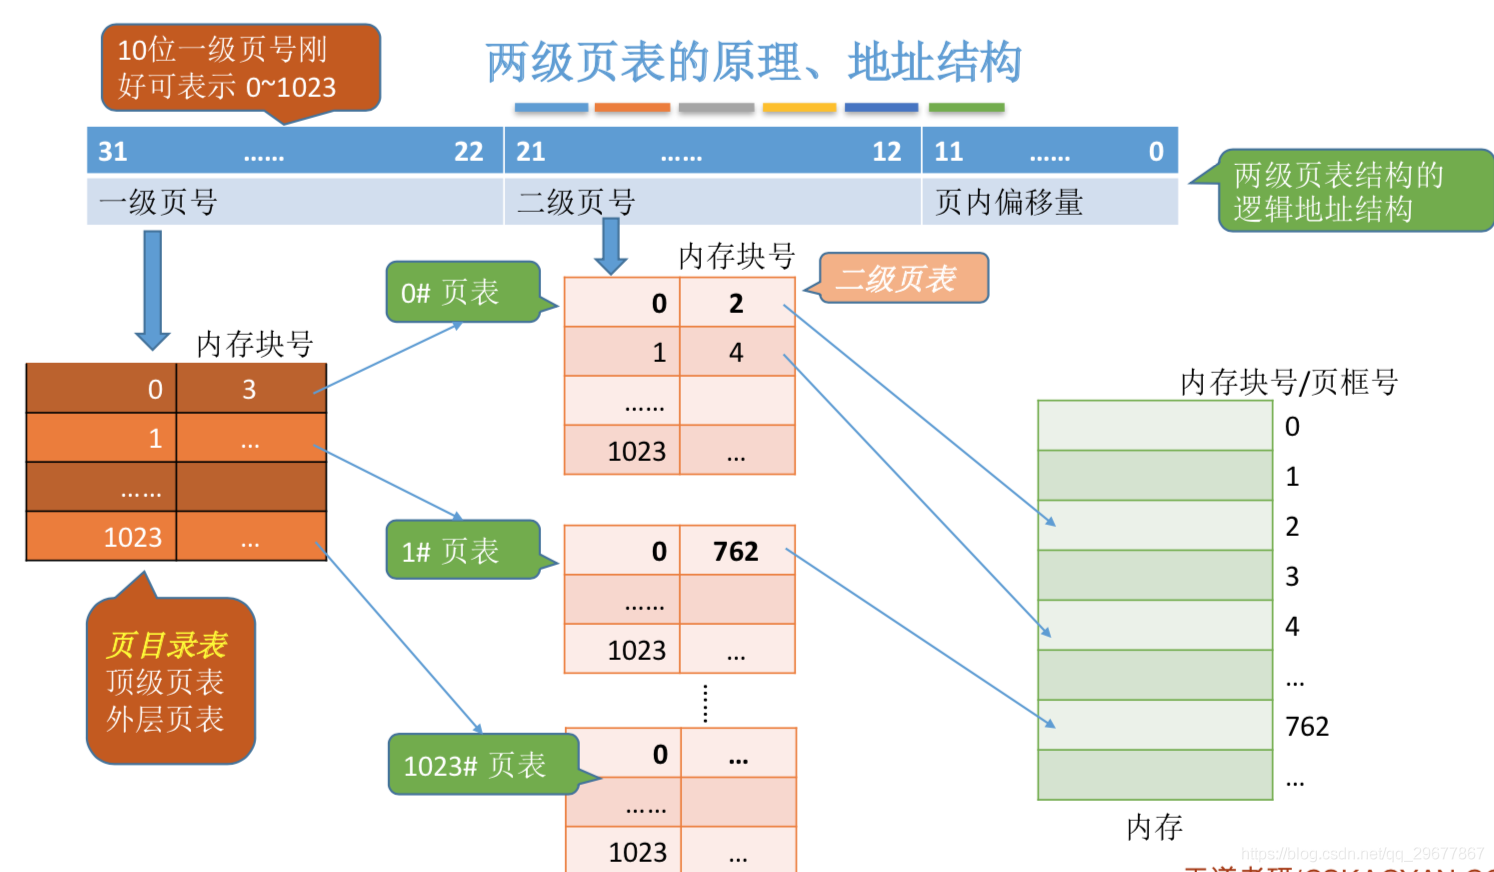 10位一级页号刚
好可表示 0~1023
两级页表的原理、地址结构
31 …… 22 21 …… 12 11 …… 0
一级页号 二级页号 页内偏移量
两级页表结构的
逻辑地址结构
内存块号
0 3
1 …
……
1023 …
页目录表
顶级页表
外层页表
0# 页表
内存块号
二级页表
0 2
1 4
……
1023 …
1# 页表
0 762
……
1023 …
……
1023# 页表
0 …
……
1023 …
内存块号/页框号
0
1
2
3
4
…
762
…
内存
https://blog.csdn.net/qq_29677867